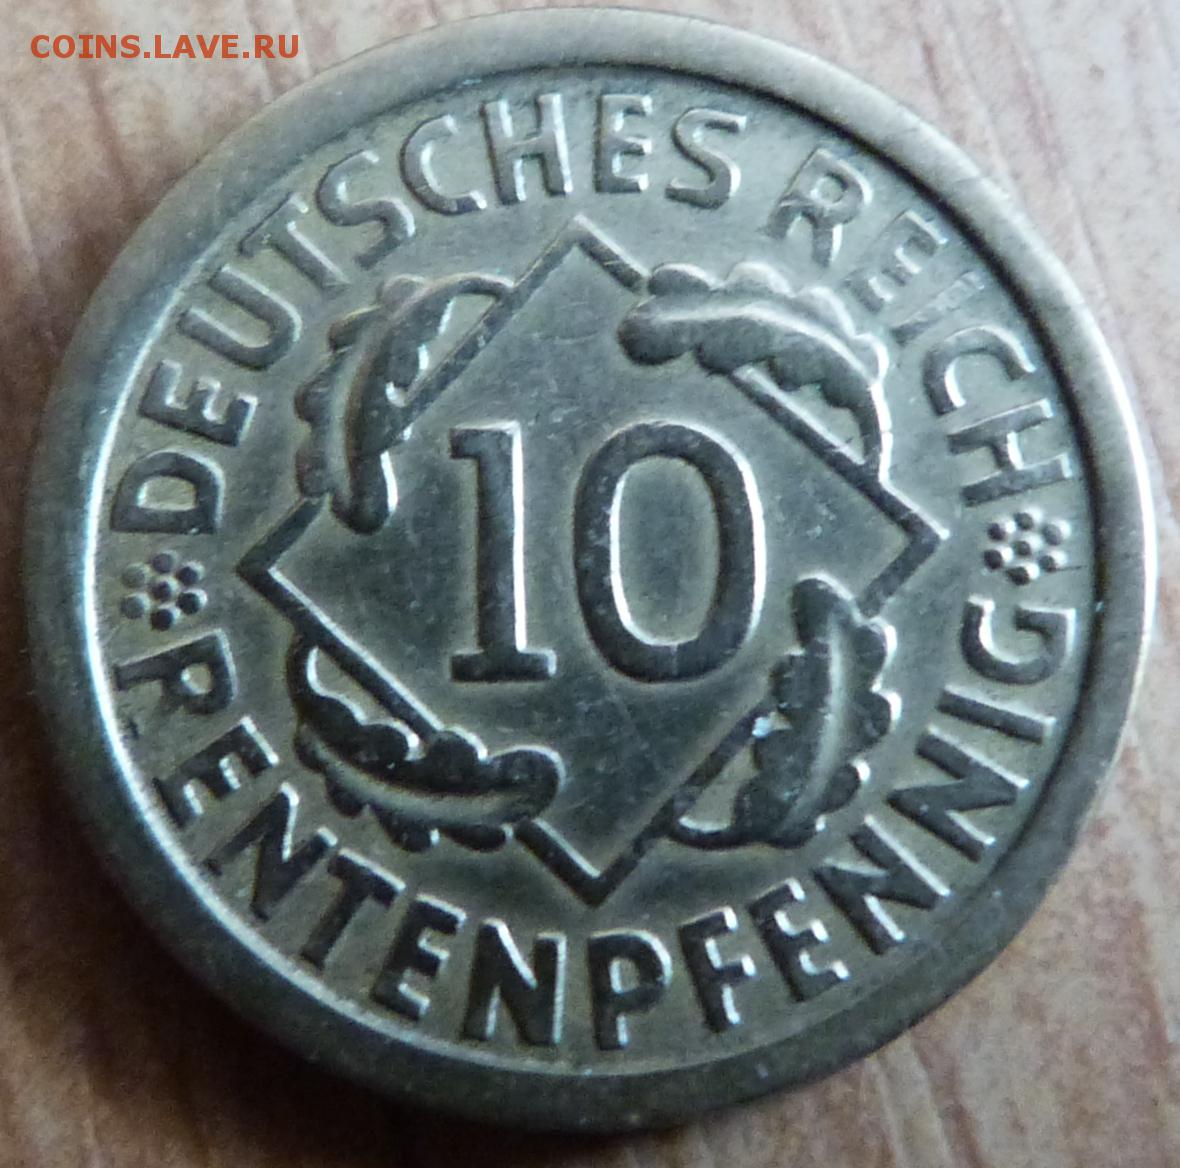 COINS.LAVE.RU
DEUTSCHES REICH
10
RENTENPFENNIG